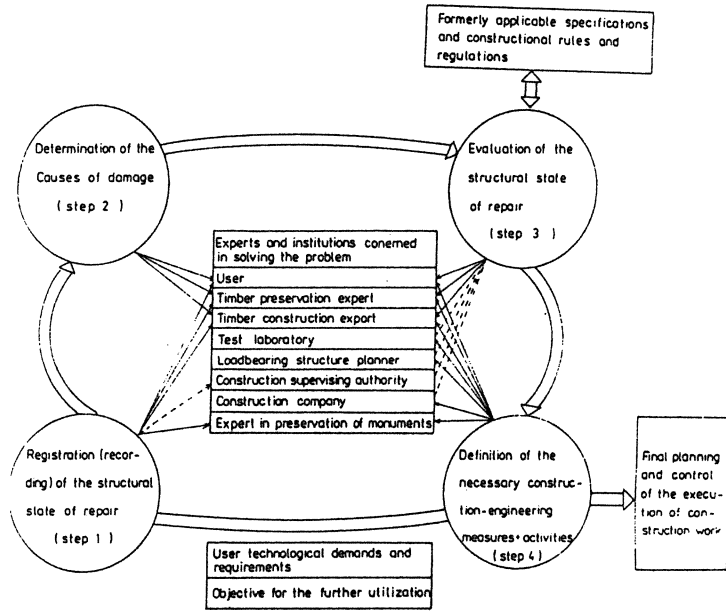 Formerly applicable specifications
and constructional rules and
regulations
Determination of the
Causes of damage
( step 2 )
Evaluation of the
structural state
of repair
( step 3 )
Experts and institutions conerned
in solving the problem
User
Timber preservation expert
Timber construction export
Test laboratory
Loadbearing structure planner
Construction supervising authority
Construction company
Expert in preservation of monuments
Registration (recor-
ding) of the structural
state of repair
( step 1 )
Definition of the
necessary construc-
tion-engineering
measures+activities
( step 4 )
Final planning
and control
of the execu-
tion of con-
struction work
User technological demands and
requirements
Objective for the further utilization